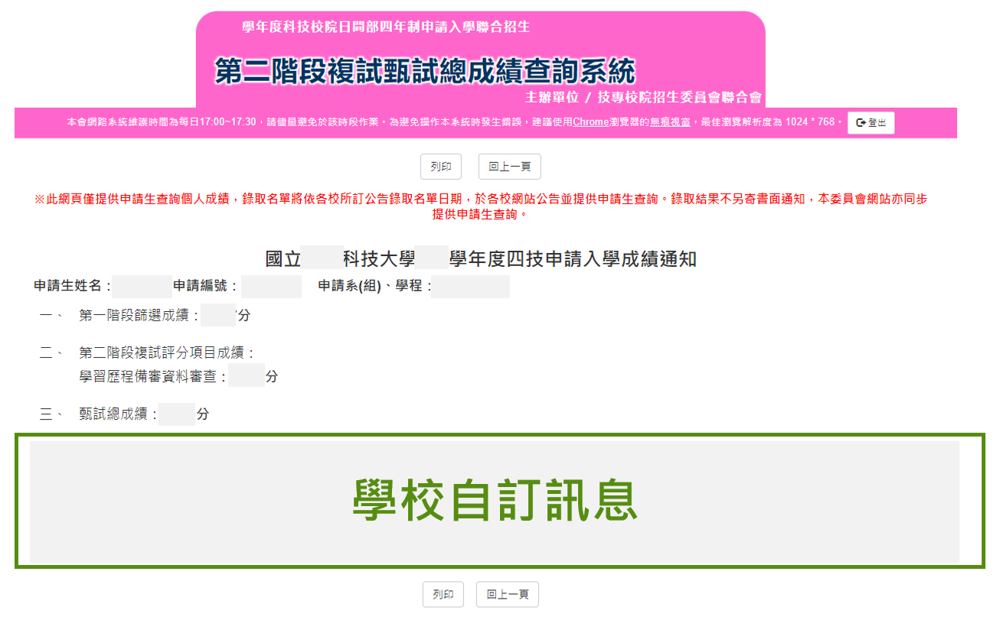 學年度科技校院日間部四年制申請入學聯合招生
第二階段複試甄試總成績查詢系統
主辦單位 / 技專校院招生委員會聯合會
本會網路系統維護時間為每日17:00~17:30，請儘量避免於該時段作業。為避免操作本系統時發生錯誤，建議使用Chrome瀏覽器的無痕視窗，最佳瀏覽解析度為 1024 * 768。 登出
列印 回上一頁
※此網頁僅提供申請生查詢個人成績，錄取名單將依各校所訂公告錄取名單日期，於各校網站公告並提供申請生查詢。錄取結果不另寄書面通知，本委員會網站亦同步
提供申請生查詢。
國立 科技大學 學年度四技申請入學成績通知
申請生姓名： 申請編號： 申請系(組)、學程：
一、 第一階段篩選成績： 分
二、 第二階段複試評分項目成績：
學習歷程備審資料審查： 分
三、 甄試總成績： 分
學校自訂訊息
列印 回上一頁